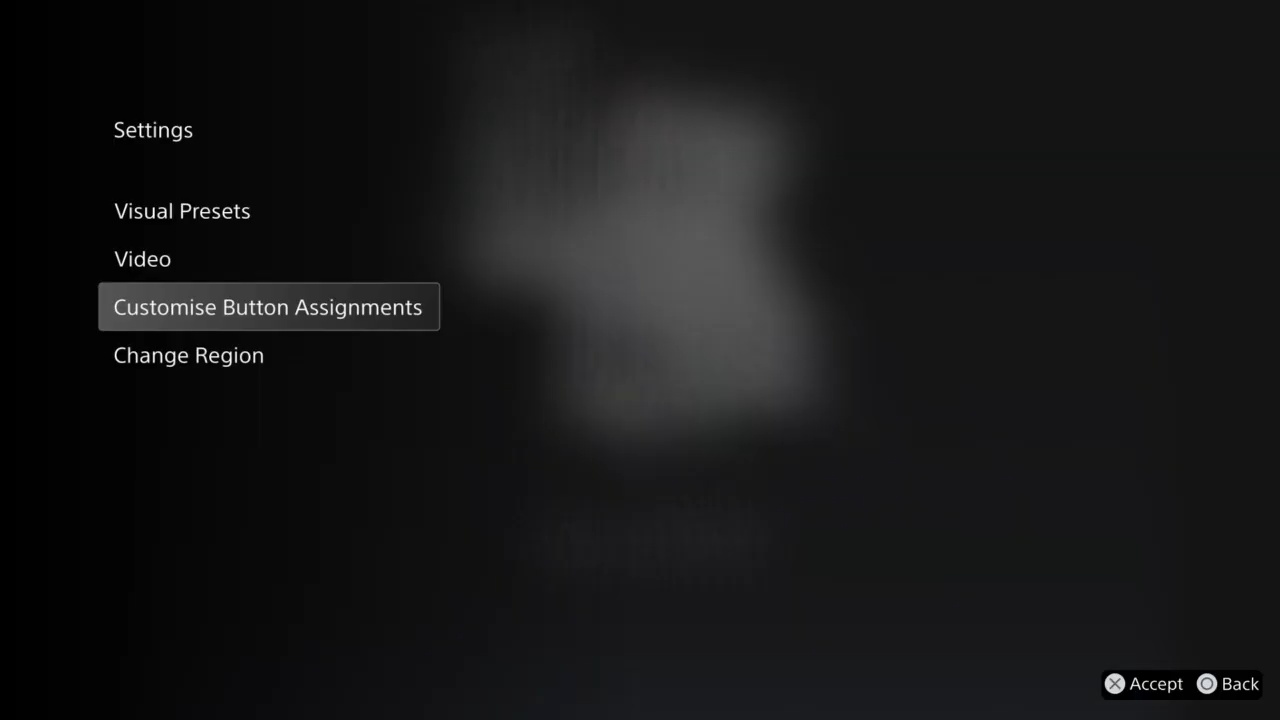 Settings
Visual Presets
Video
Customise Button Assignments
Change Region
Accept Back